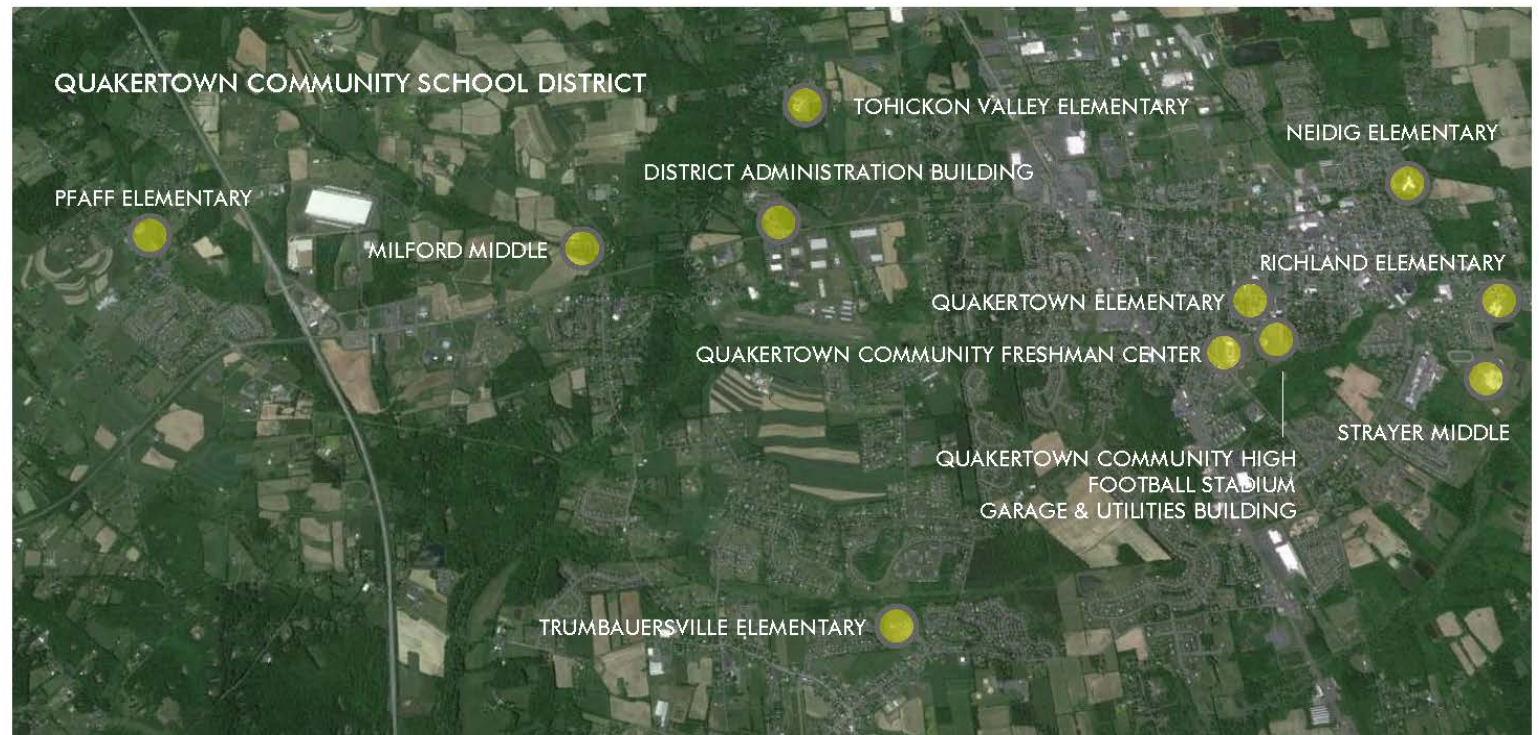 QUAKERTOWN COMMUNITY SCHOOL DISTRICT
TOHICKON VALLEY ELEMENTARY
NEIDIG ELEMENTARY
DISTRICT ADMINISTRATION BUILDING
PFAFF ELEMENTARY
MILFORD MIDDLE
RICHLAND ELEMENTARY
QUAKERTOWN ELEMENTARY
QUAKERTOWN COMMUNITY FRESHMAN CENTER
STRAYER MIDDLE
QUAKERTOWN COMMUNITY HIGH
FOOTBALL STADIUM
GARAGE & UTILITIES BUILDING
TRUMBAUERSVILLE ELEMENTARY